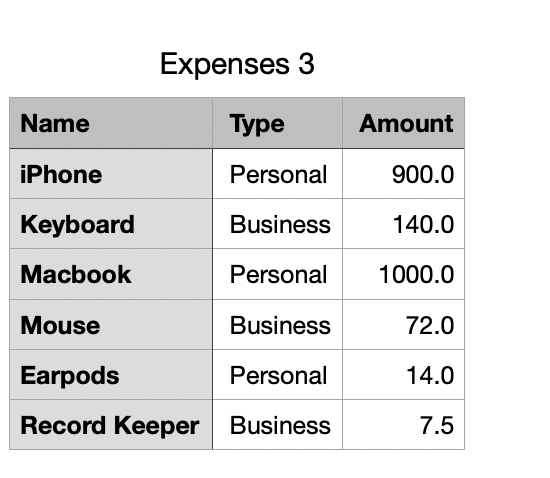 Expenses 3
Name Type Amount
iPhone Personal 900.0
Keyboard Business 140.0
Macbook Personal 1000.0
Mouse Business 72.0
Earpods Personal 14.0
Record Keeper Business 7.5